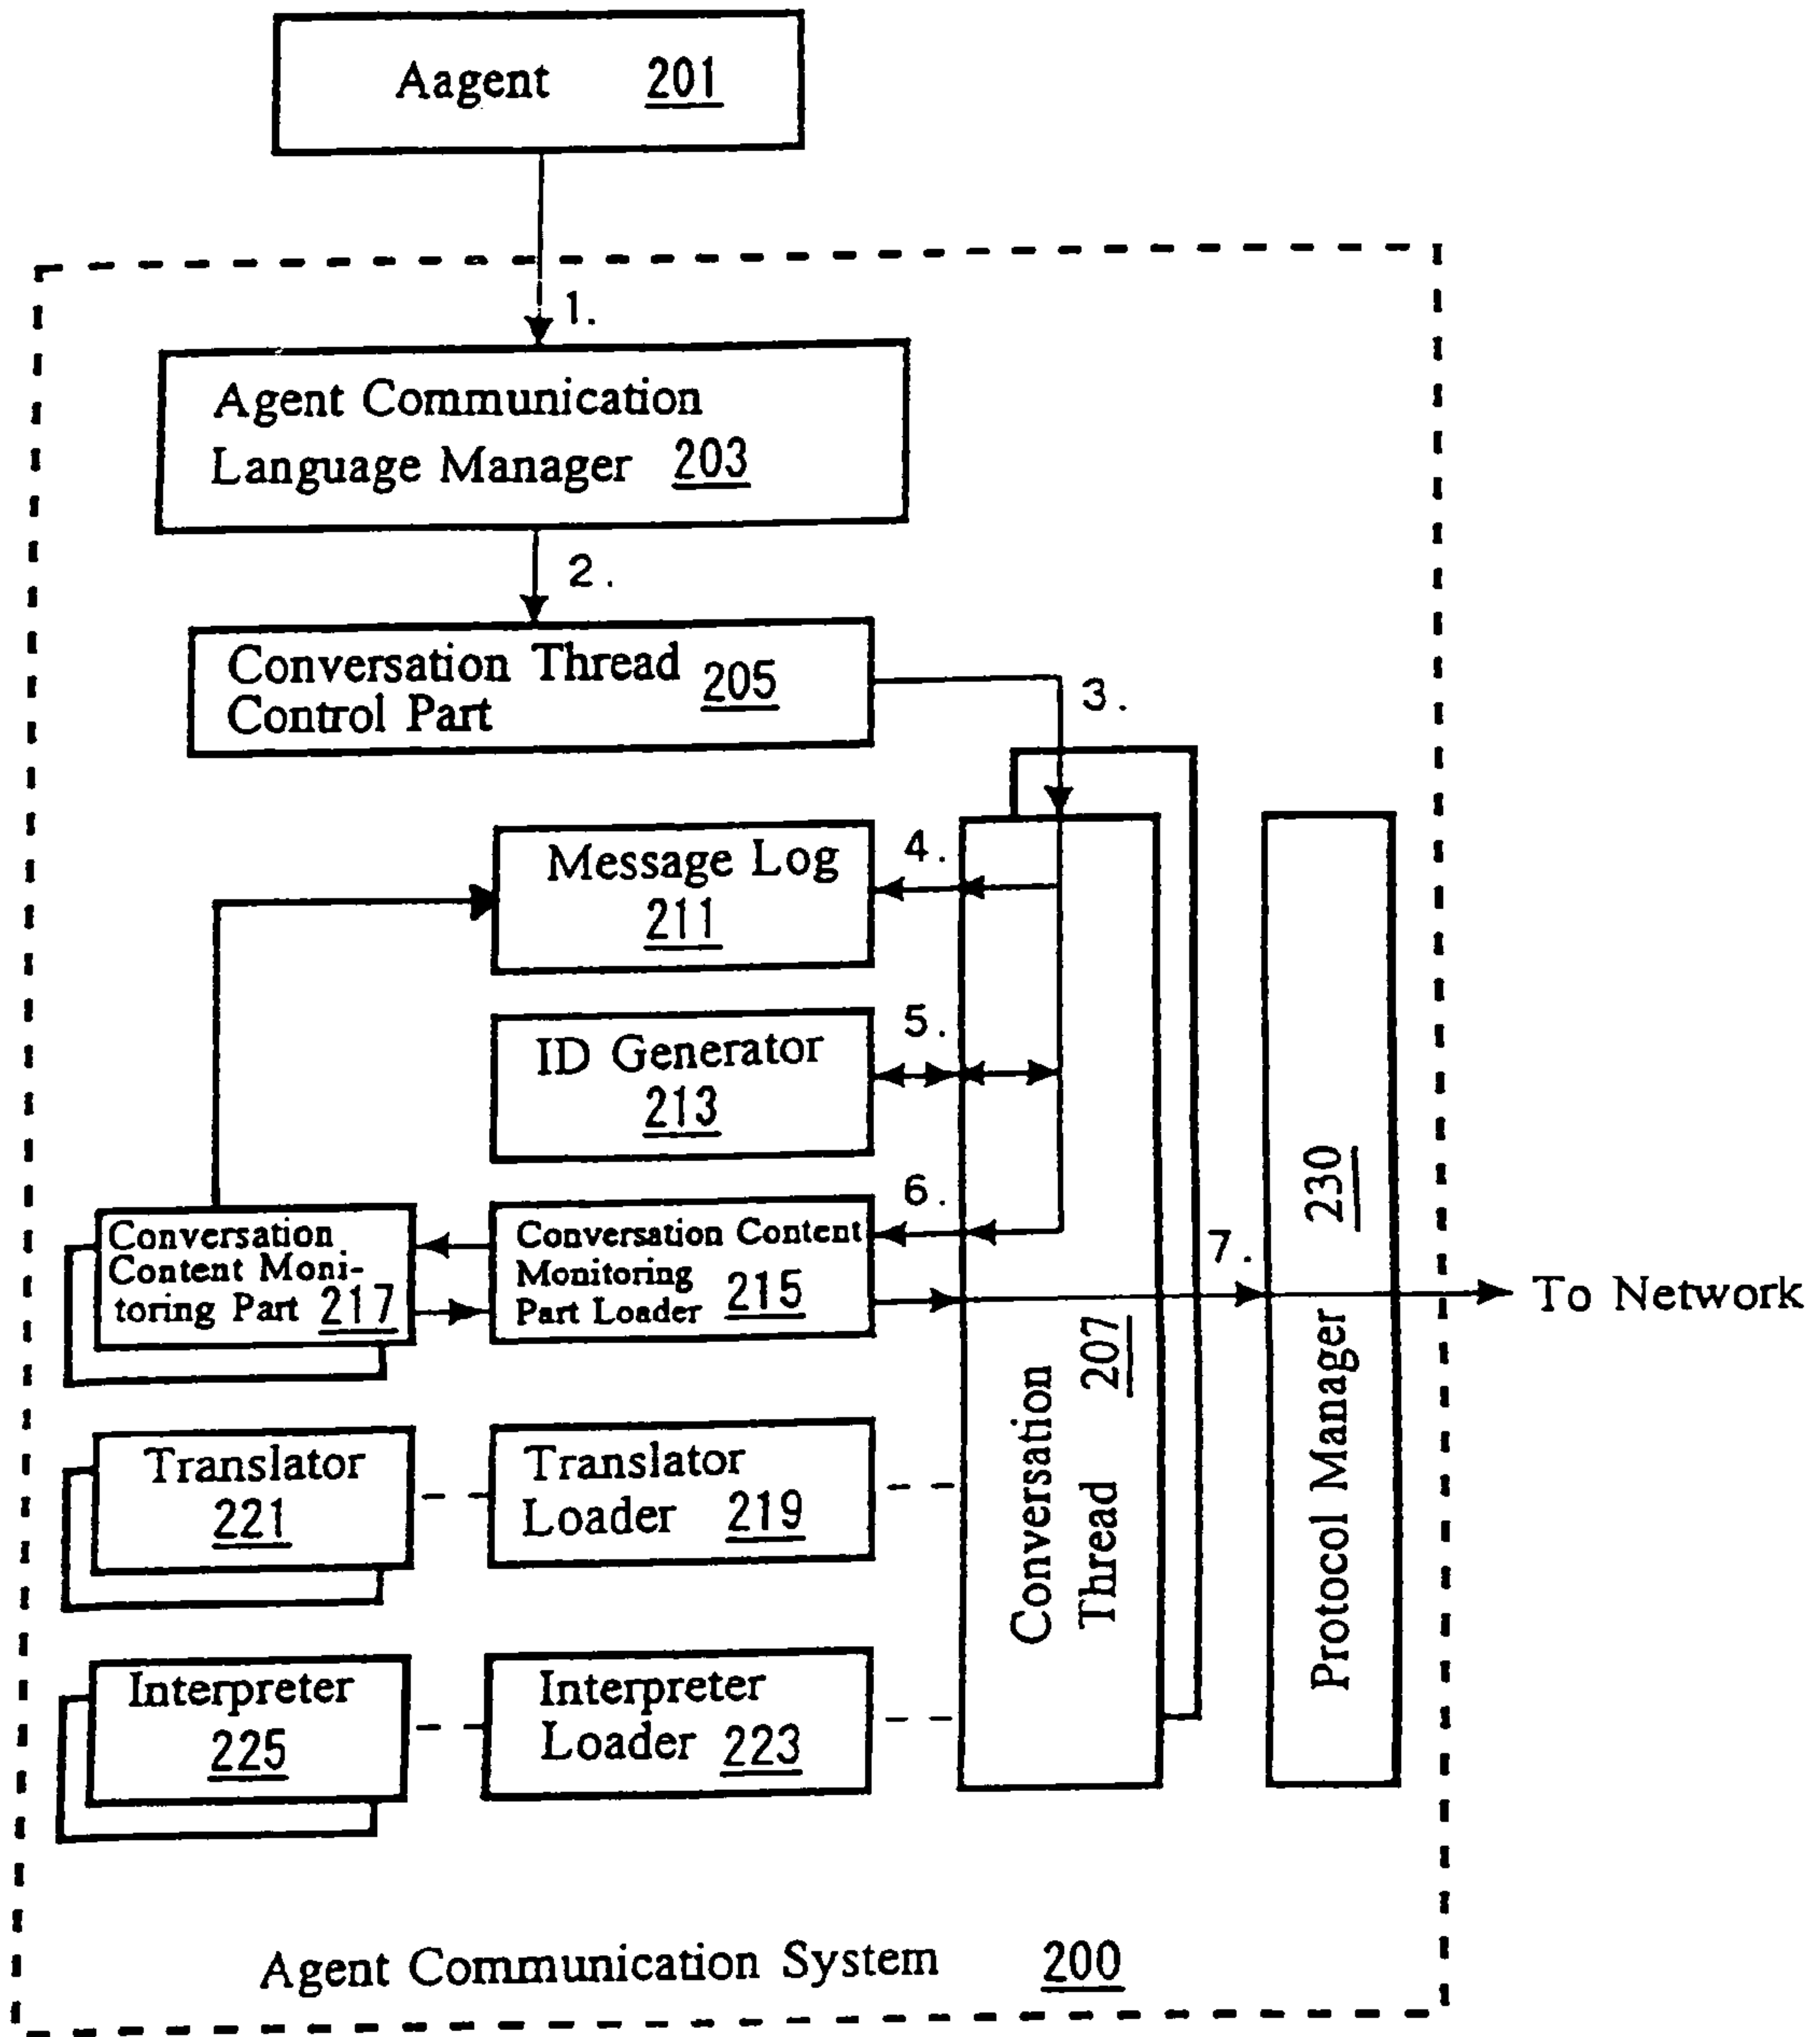 Aagent 201
1.
Agent Communication
Language Manager 203
2.
Conversation Thread
Control Part 205
3.
Message Log
211
4.
ID Generator
213
5.
6.
Conversation
Content Moni-
toring Part 217
Conversation Content
Monitoring
Part Loader 215
7.
To Network
Translator
221
Translator
Loader 219
Interpreter
225
Interpreter
Loader 223
Conversation
Thread 207
Protocol Manager 230
Agent Communication System 200